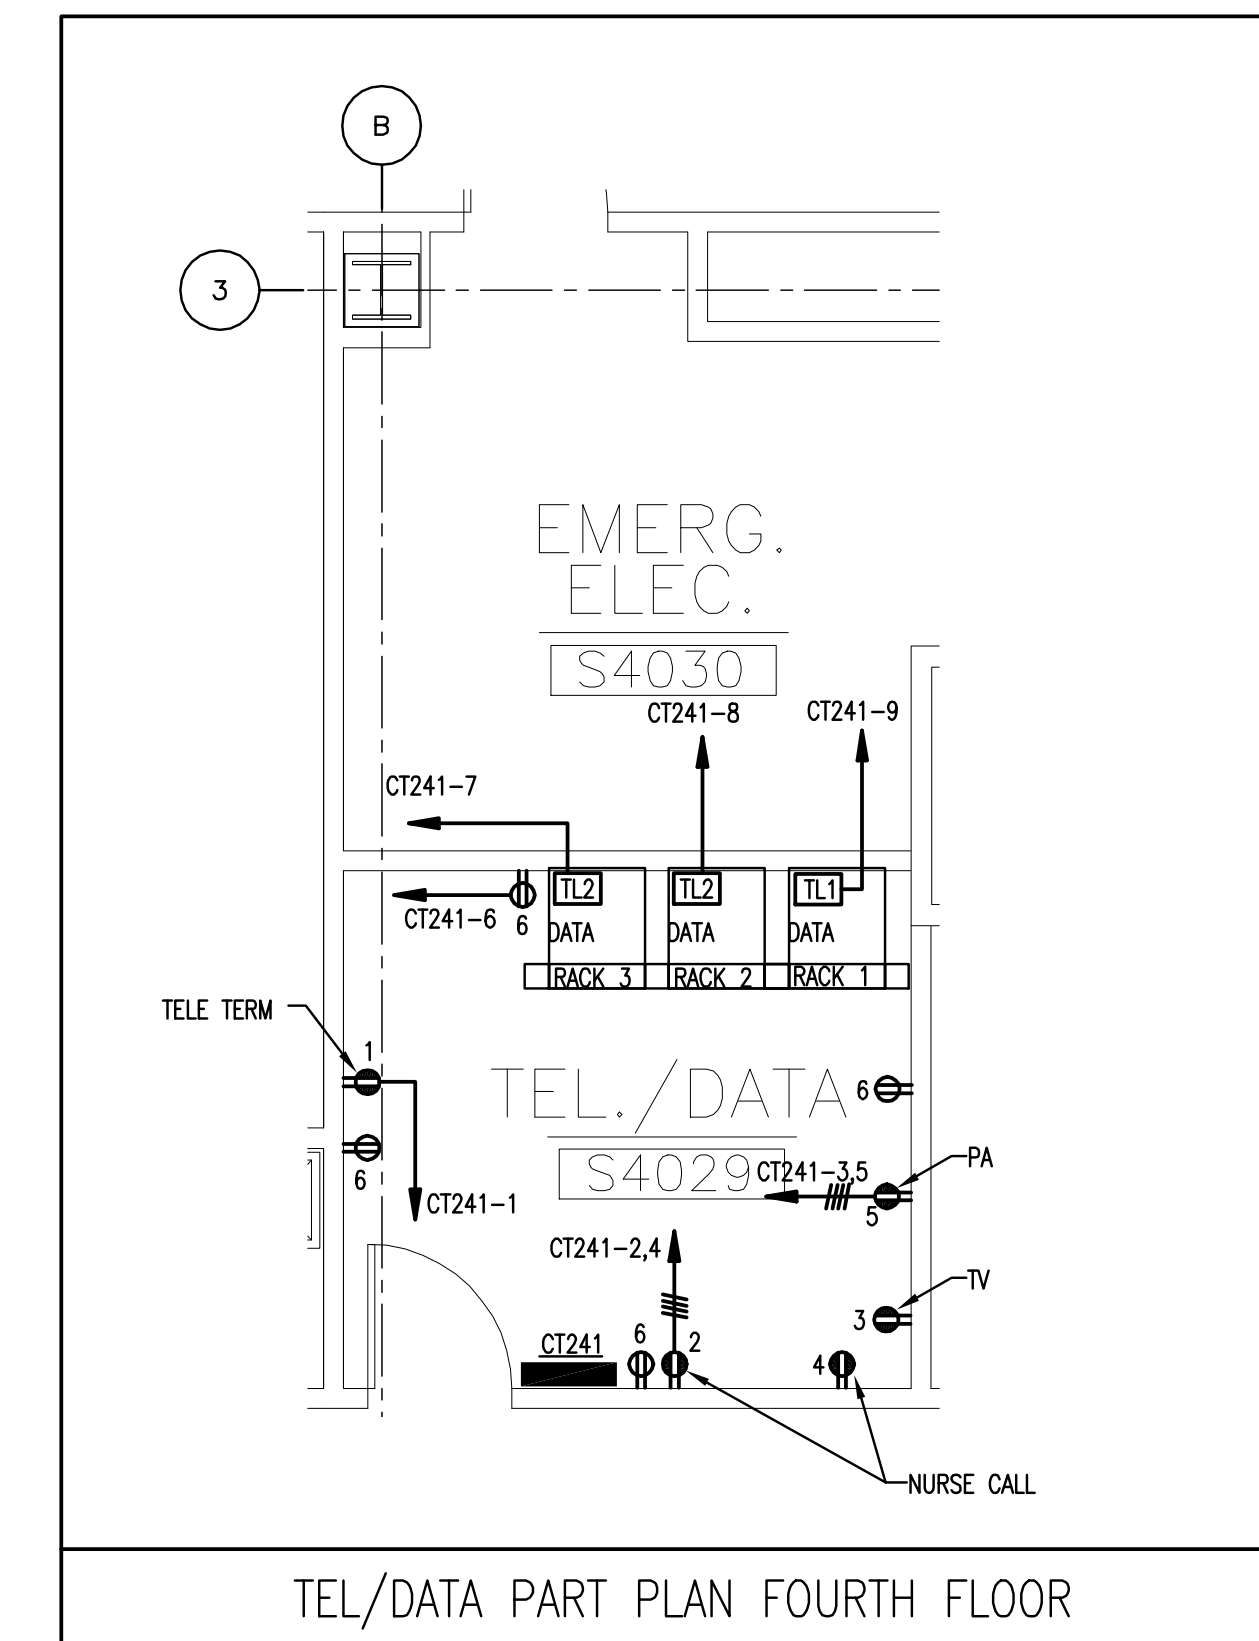 B
3
EMERG.
ELEC.
S4030
CT241-8
CT241-9
CT241-7
TL2
TL2
TL1
CT241-6
6
DATA
DATA
DATA
RACK 3
RACK 2
RACK 1
TELE TERM
1
TEL./DATA
6
S4029
CT241-3,5
PA
6
CT241-1
5
CT241-2,4
TV
3
CT241
6
2
4
NURSE CALL
TEL/DATA PART PLAN FOURTH FLOOR